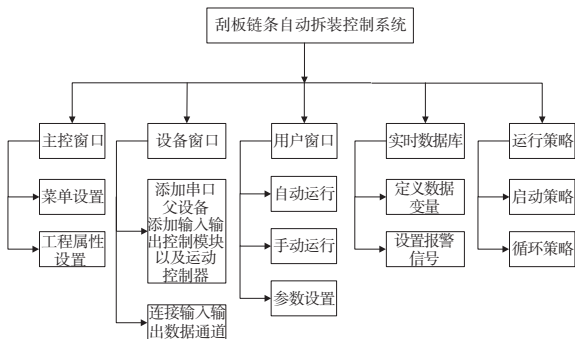 刮板链条自动拆装控制系统
主控窗口
设备窗口
用户窗口
实时数据库
运行策略
菜单设置
工程属性
设置
添加串口
父设备
添加输入输
出控制模块
以及运动
控制器
连接输入输
出数据通道
自动运行
手动运行
参数设置
定义数据
变量
设置报警
信号
启动策略
循环策略